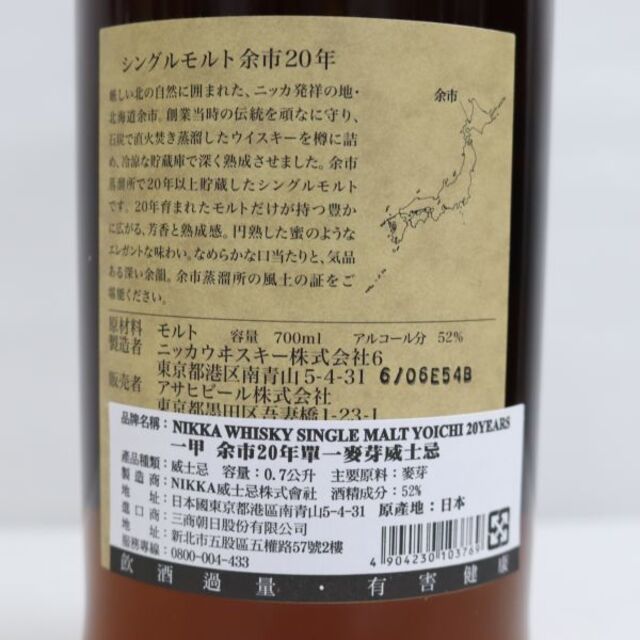 シングルモルト余市20年
厳しい北の自然に囲まれた、ニッカ発祥の地・
北海道余市。創業当時の伝統を頑なに守り、
石炭で直火焚き蒸溜したウイスキーを樽に詰
め、冷涼な貯蔵庫で深く熟成させました。余市
蒸溜所で20年以上貯蔵したシングルモルト
です。20年育まれたモルトだけが持つ豊か
に広がる、芳香と熟成感。円熟した蜜のような
エレガントな味わい。なめらかな口当たりと、気品
ある深い余韻。余市蒸溜所の風土の証をご
堪能ください。
余市
原材料 モルト 容量 700ml アルコール分 52%
製造者 ニッカウヰスキー株式会社6
東京都港区南青山5-4-31 6/06E54B
販売者 アサヒビール株式会社
東京都墨田区吾妻橋1-23-1
品牌名稱：NIKKA WHISKY SINGLE MALT YOICHI 20YEARS
一甲 余市20年單一麥芽威士忌
產品種類：威士忌 容量：0.7公升 主要原料：麥芽
製造商：NIKKA威士忌株式會社 酒精成分：52%
地址：日本國東京都港區南青山5-4-31 原產地：日本
進口商：三商朝日股份有限公司
地址：新北市五股區五權路57號2樓
服務專線：0800-004-433
4904230103769
飲酒過量・有害健康